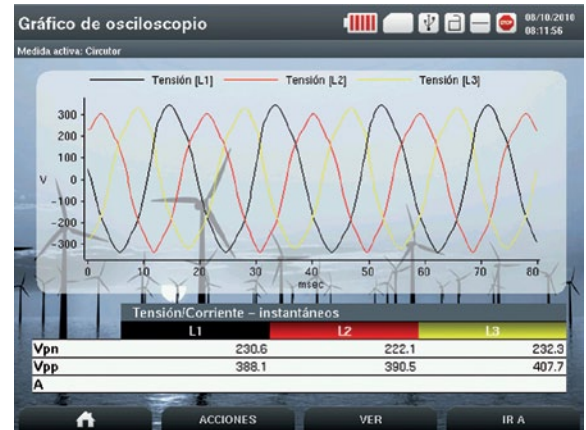 Gráfico de osciloscopio
08/10/2010
08:11:56
STOP
Medida activa: Circutor
Tensión [L1] Tensión [L2] Tensión [L3]
300
200
100
V 0
-100
-200
-300
0 10 20 30 40 50 60 70 80
msec
Tensión/Corriente – instantáneos
L1 L2 L3
Vpn 230.6 222.1 232.3
Vpp 388.1 390.5 407.7
A
ACCIONES VER IR A